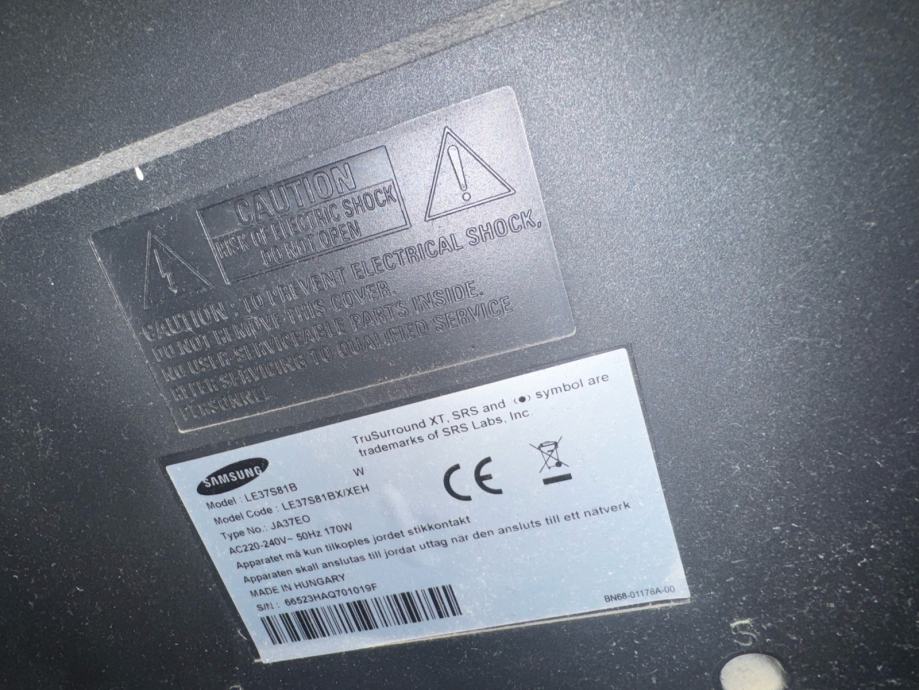 CAUTION
RISK OF ELECTRIC SHOCK
DO NOT OPEN
CAUTION : TO PREVENT ELECTRICAL SHOCK,
DO NOT REMOVE THIS COVER.
NO USER SERVICEABLE PARTS INSIDE.
REFER SERVICING TO QUALIFIED SERVICE
PERSONNEL
TruSurround XT, SRS and (●) symbol are
trademarks of SRS Labs, Inc
SAMSUNG
W
Model : LE37S81B
Model Code : LE37S81BX/XEH
Type No.: JA37EO
AC220-240V~ 50Hz 170W
Apparatet må kun tilkoples jordet stikkontakt
Apparaten skall anslutas till jordat uttag när den ansluts till ett nätverk
MADE IN HUNGARY
S/N : 66523HAQ701019F
BN68-01176A-00
CE
S